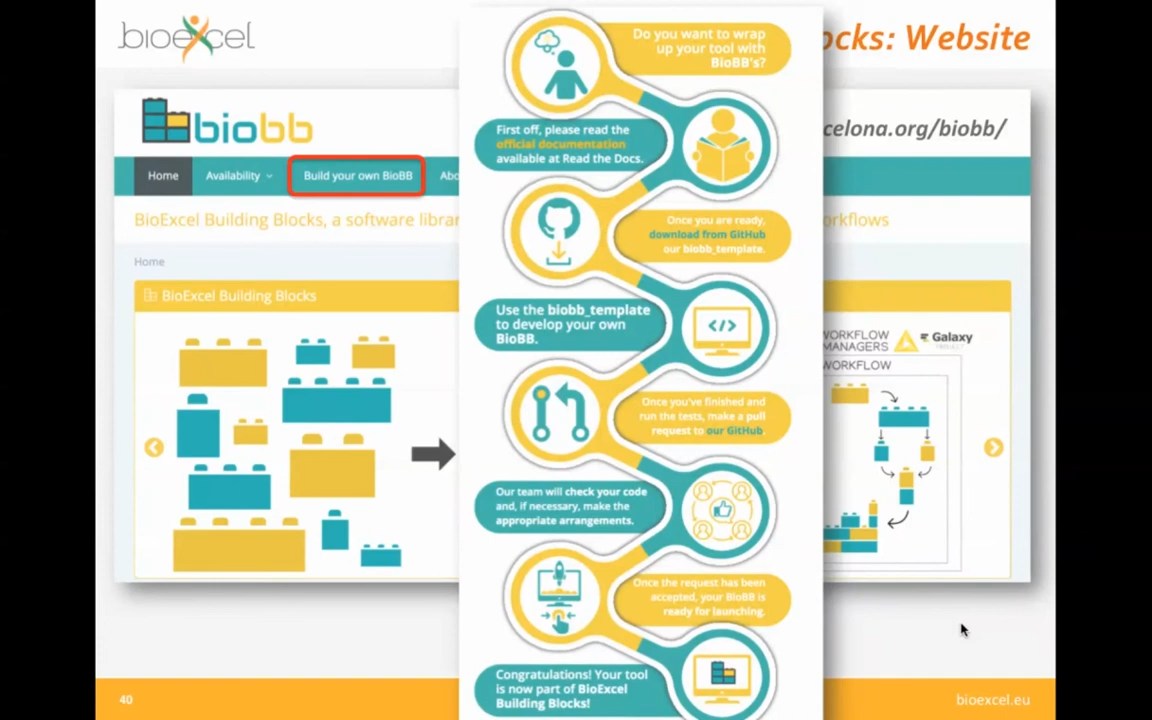 bioexcel
ocks: Website
biobb
celona.org/biobb/
Home
Availability
Build your own BioBB
Abo
BioExcel Building Blocks, a software librar
orkflows
Home
BioExcel Building Blocks
Do you want to wrap
up your tool with
BioBB's?
First off, please read the
official documentation
available at Read the Docs.
Once you are ready,
download from GitHub
our biobb_template.
Use the biobb_template
to develop your own
BioBB.
Once you've finished and
run the tests, make a pull
request to our GitHub.
Our team will check your code
and, if necessary, make the
appropriate arrangements.
Once the request has been
accepted, your BioBB is
ready for launching.
Congratulations! Your tool
is now part of BioExcel
Building Blocks!
WORKFLOW
MANAGERS
Galaxy
WORKFLOW
40
bioexcel.eu